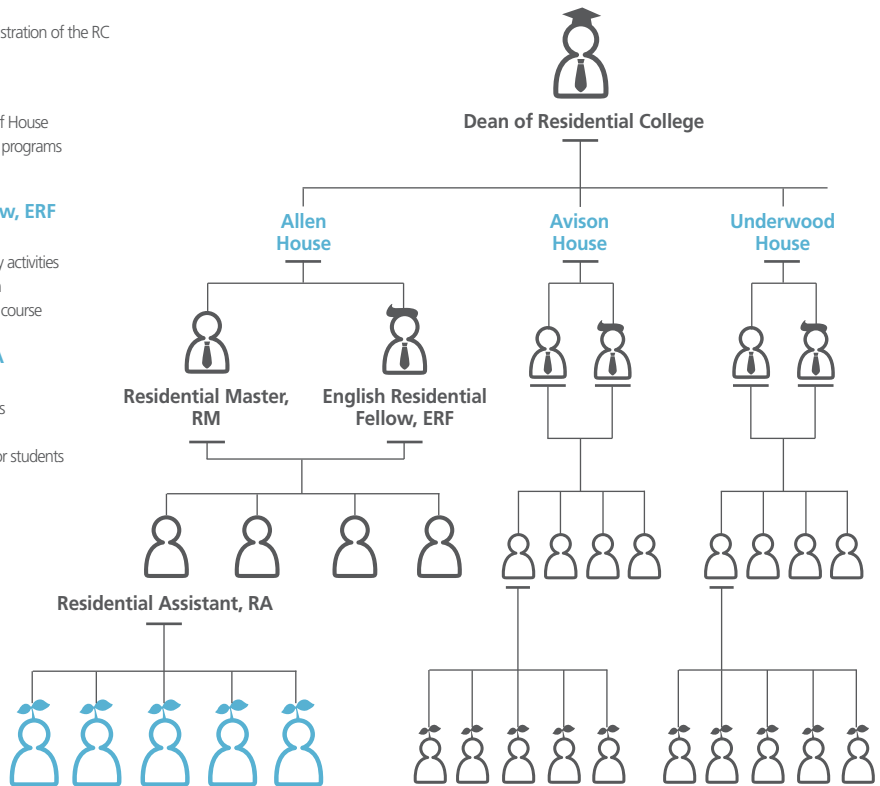 stration of the RC
f House
programs
w, ERF
y activities
course
s
or students
Dean of Residential College
Allen
House
Avison
House
Underwood
House
Residential Master,
RM
English Residential
Fellow, ERF
Residential Assistant, RA